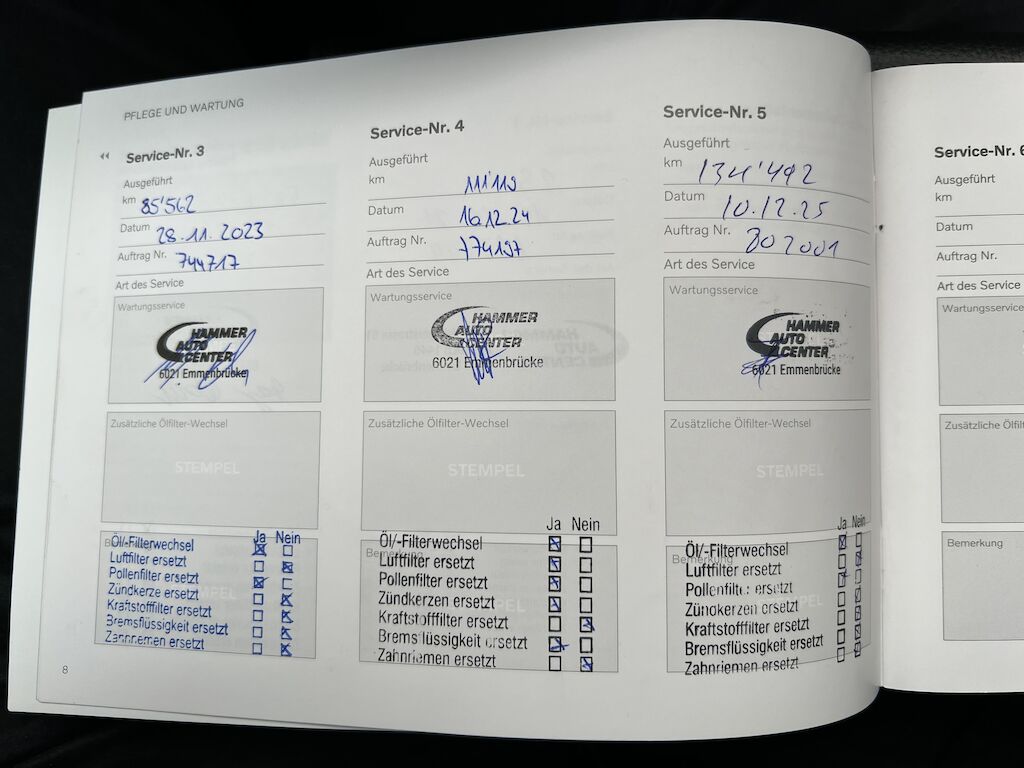 PFLEGE UND WARTUNG
Service-Nr. 3
Ausgeführt
km 85'562
Datum 28.11.2023
Auftrag Nr. 744717
Art des Service
Wartungsservice
HAMMER
AUTO
CENTER
6021 Emmenbrücke
Zusätzliche Ölfilter-Wechsel
STEMPEL
Ja Nein
Öl/-Filterwechsel
Luftfilter ersetzt
Pollenfilter ersetzt
Zündkerze ersetzt
Kraftstofffilter ersetzt
Bremsflüssigkeit ersetzt
Zahnriemen ersetzt
8
Service-Nr. 4
Ausgeführt
km 111'119
Datum 16.12.24
Auftrag Nr. 774197
Art des Service
Wartungsservice
HAMMER
AUTO
CENTER
6021 Emmenbrücke
Zusätzliche Ölfilter-Wechsel
STEMPEL
Ja Nein
Öl/-Filterwechsel
Bemerkung
Luftfilter ersetzt
Pollenfilter ersetzt
Zündkerzen ersetzt
Kraftstofffilter ersetzt
Bremsflüssigkeit ersetzt
Zahnriemen ersetzt
Service-Nr. 5
Ausgeführt
km 134'492
Datum 10.12.25
Auftrag Nr. 802001
Art des Service
Wartungsservice
HAMMER
AUTO
CENTER
6021 Emmenbrücke
Zusätzliche Ölfilter-Wechsel
STEMPEL
Ja Nein
Öl/-Filterwechsel
Bemerkung
Luftfilter ersetzt
Pollenfilter ersetzt
Zündkerzen ersetzt
Kraftstofffilter ersetzt
Bremsflüssigkeit ersetzt
Zahnriemen ersetzt
Service-Nr. 6
Ausgeführt
km
Datum
Auftrag Nr.
Art des Service
Wartungsservice
Zusätzliche Ölf
Bemerkung